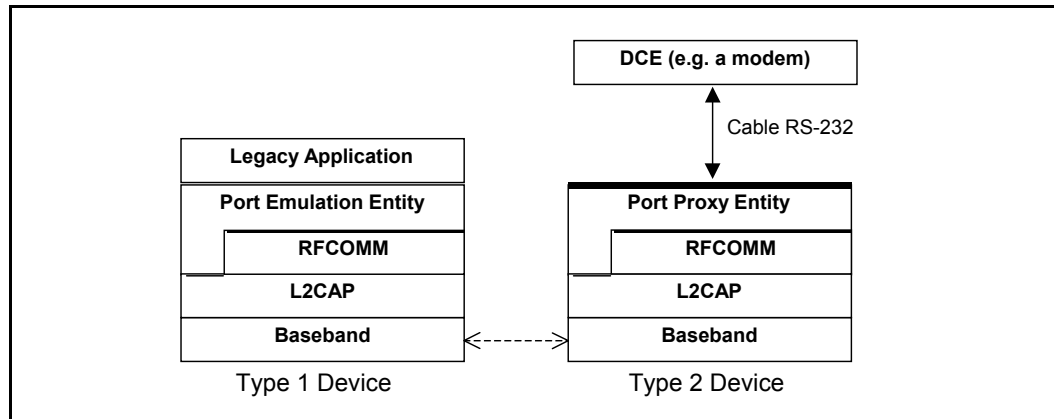 DCE (e.g. a modem)
Cable RS-232
Legacy Application
Port Emulation Entity
RFCOMM
L2CAP
Baseband
Type 1 Device
Port Proxy Entity
RFCOMM
L2CAP
Baseband
Type 2 Device